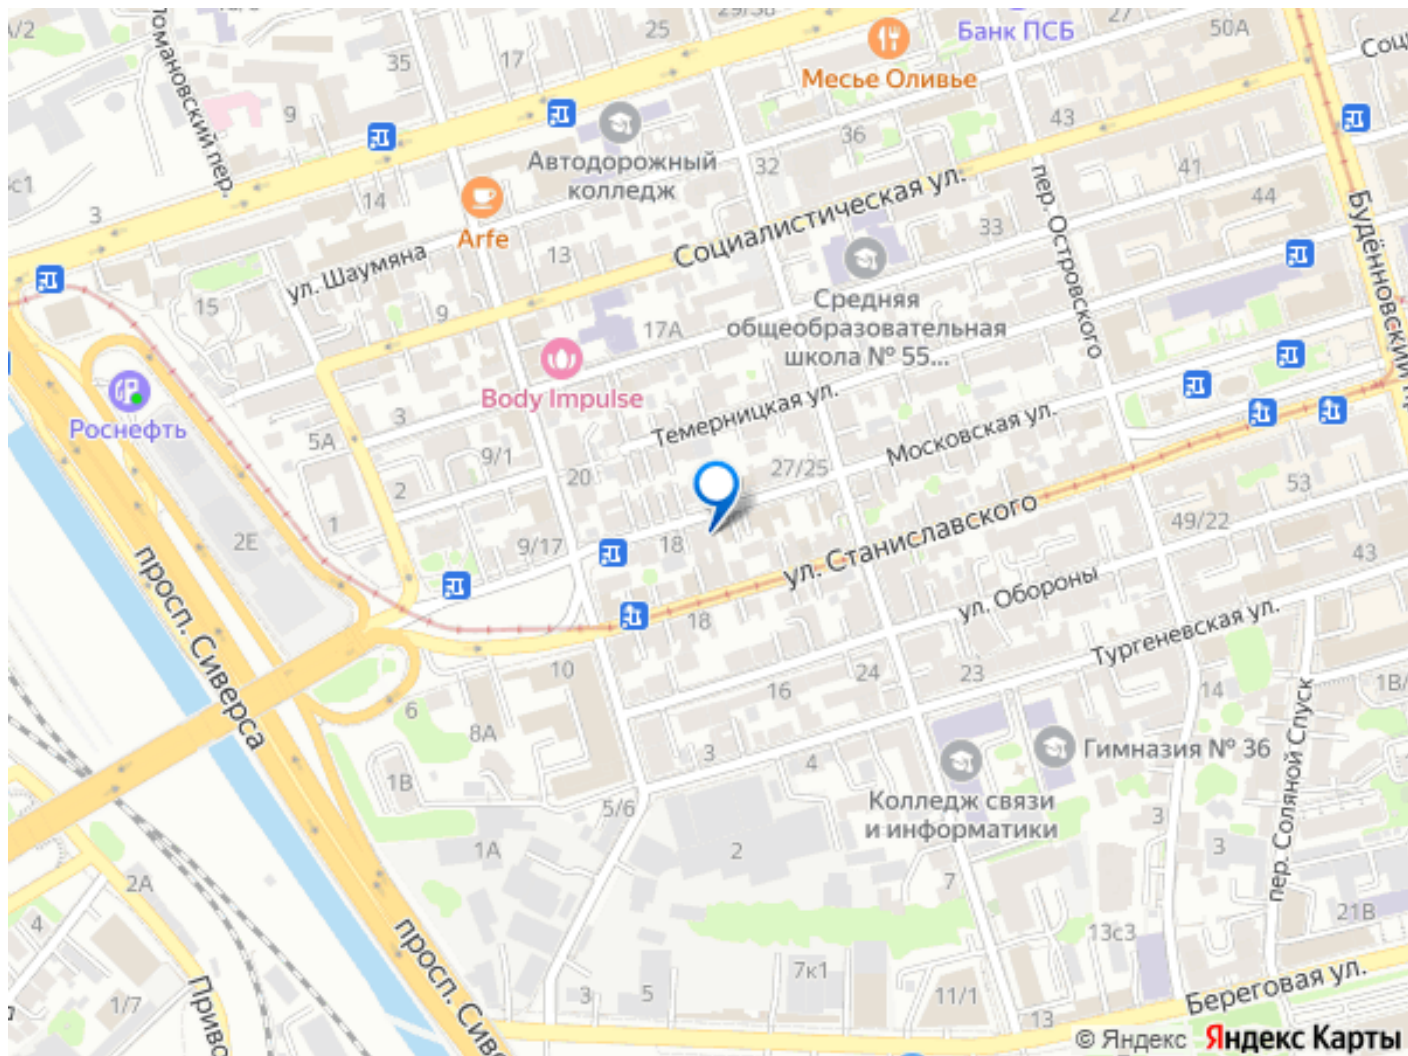 25
27
50А
Банк ПСБ
Соц
Ломановский пер.
35
17
Месье Оливье
9
43
36
Автодорожный
колледж
32
41
14
44
3
Arfe
Социалистическая ул.
33
пер. Островского
Будённовский
ул. Шаумяна
13
15
9
17А
Средняя
общеобразовательная
школа № 55...
Body Impulse
Роснефть
3
5А
Темерницкая ул.
Московская ул.
9/1
20
27/25
2
1
53
2Е
9/17
18
49/22
ул. Станиславского
43
просп. Сиверса
ул. Обороны
18
Тургеневская ул.
10
24
23
16
14
1В/
6
8А
3
4
Гимназия № 36
1В
пер. Соляной Спуск
5/6
Колледж связи
и информатики
3
1А
2
3
2А
7
4
21В
просп. Сиве
13с3
7к1
1/7
3
5
11/1
Приво
Береговая ул.
13
© Яндекс Яндекс Карты